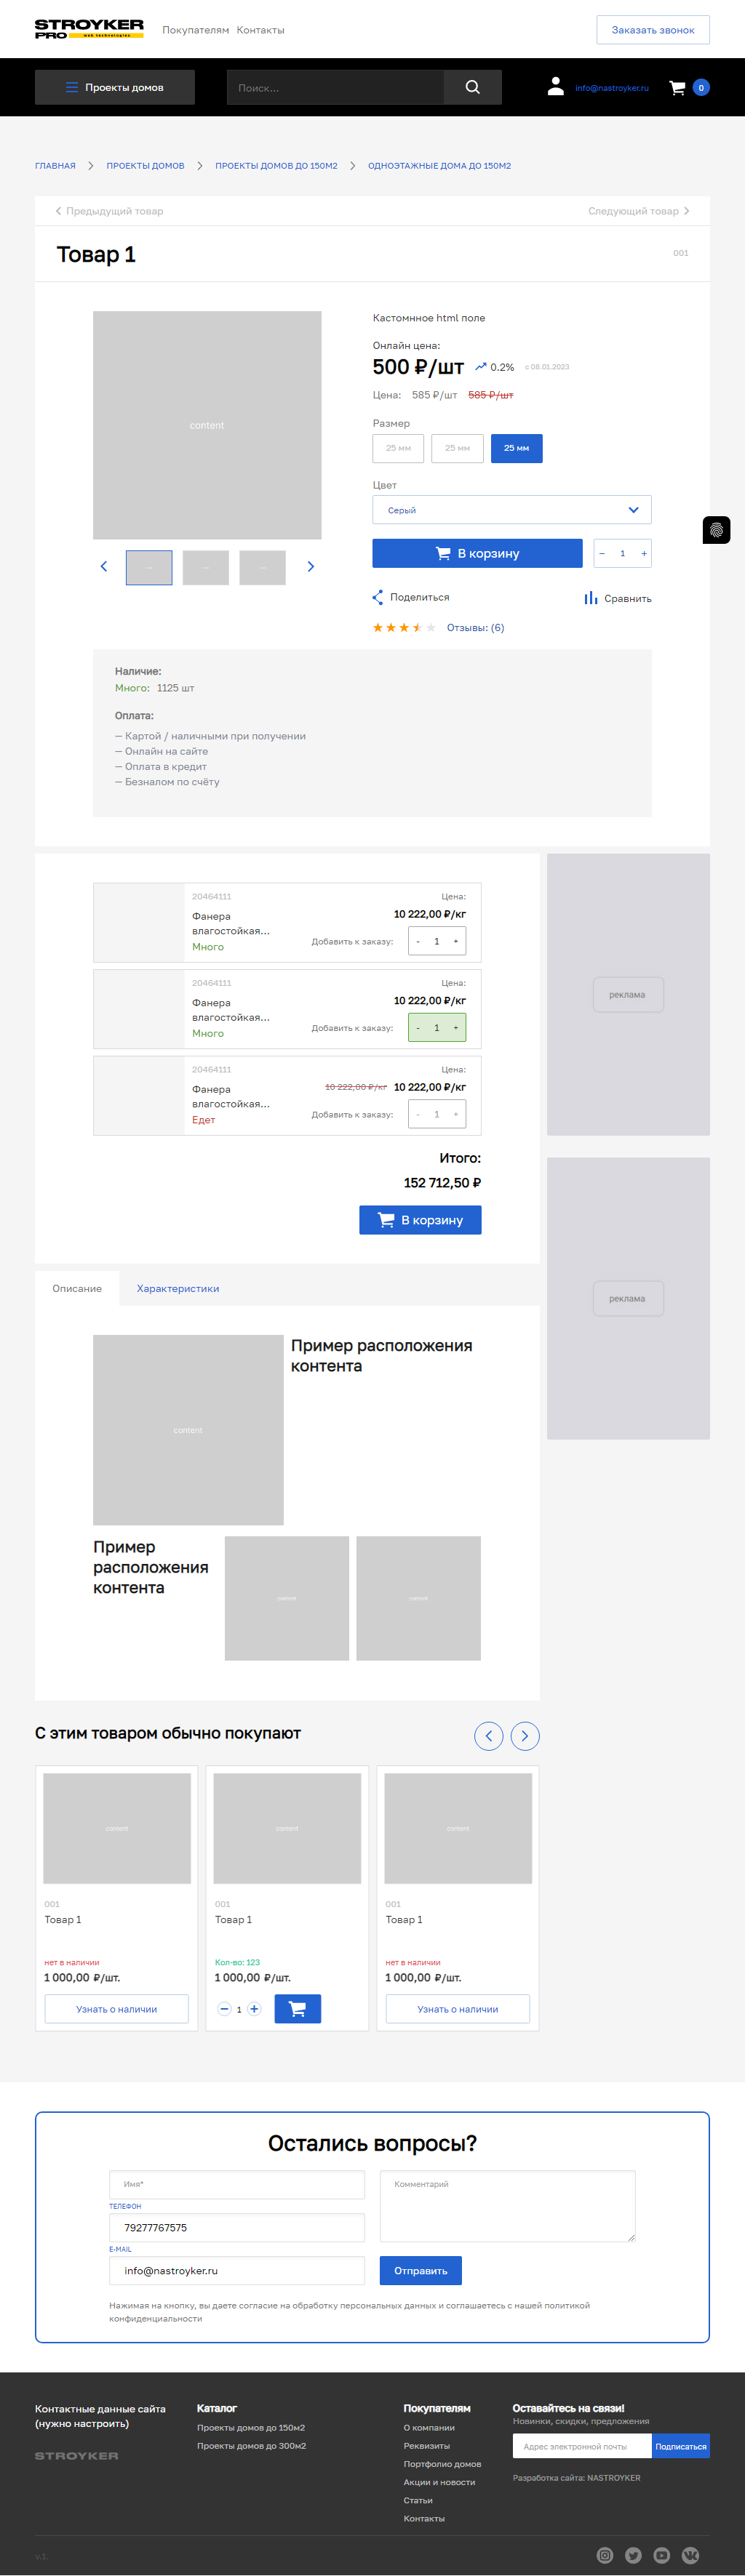 STROYKER
PRO web technologies
Покупателям Контакты
Заказать звонок
Проекты домов
Поиск...
info@nastroyker.ru
0
ГЛАВНАЯ
ПРОЕКТЫ ДОМОВ
ПРОЕКТЫ ДОМОВ ДО 150М2
ОДНОЭТАЖНЫЕ ДОМА ДО 150М2
Предыдущий товар
Следующий товар
Товар 1
001
content
Кастомнное html поле
Онлайн цена:
500 ₽/шт 0.2% с 08.01.2023
Цена: 585 ₽/шт 585 ₽/шт
Размер
25 мм 25 мм 25 мм
Цвет
Серый
В корзину
− 1 +
Поделиться
Сравнить
Отзывы: (6)
Наличие:
Много: 1125 шт
Оплата:
— Картой / наличными при получении
— Онлайн на сайте
— Оплата в кредит
— Безналом по счёту
20464111
Цена:
Фанера
влагостойкая...
10 222,00 ₽/кг
Много
Добавить к заказу:
- 1 +
20464111
Цена:
Фанера
влагостойкая...
10 222,00 ₽/кг
Много
Добавить к заказу:
- 1 +
20464111
Цена:
Фанера
влагостойкая...
10 222,00 ₽/кг 10 222,00 ₽/кг
Едет
Добавить к заказу:
- 1 +
Итого:
152 712,50 ₽
В корзину
реклама
реклама
Описание
Характеристики
content
Пример расположения
контента
Пример
расположения
контента
content
content
С этим товаром обычно покупают
content
001
Товар 1
нет в наличии
1 000,00 ₽/шт.
Узнать о наличии
content
001
Товар 1
Кол-во: 123
1 000,00 ₽/шт.
1
content
001
Товар 1
нет в наличии
1 000,00 ₽/шт.
Узнать о наличии
Остались вопросы?
Имя*
ТЕЛЕФОН
79277767575
E-MAIL
info@nastroyker.ru
Комментарий
Отправить
Нажимая на кнопку, вы даете согласие на обработку персональных данных и соглашаетесь с нашей политикой
конфиденциальности
Контактные данные сайта
(нужно настроить)
STROYKER
Каталог
Проекты домов до 150м2
Проекты домов до 300м2
Покупателям
О компании
Реквизиты
Портфолио домов
Акции и новости
Статьи
Контакты
Оставайтесь на связи!
Новинки, скидки, предложения
Адрес электронной почты
Подписаться
Разработка сайта: NASTROYKER
v.1.